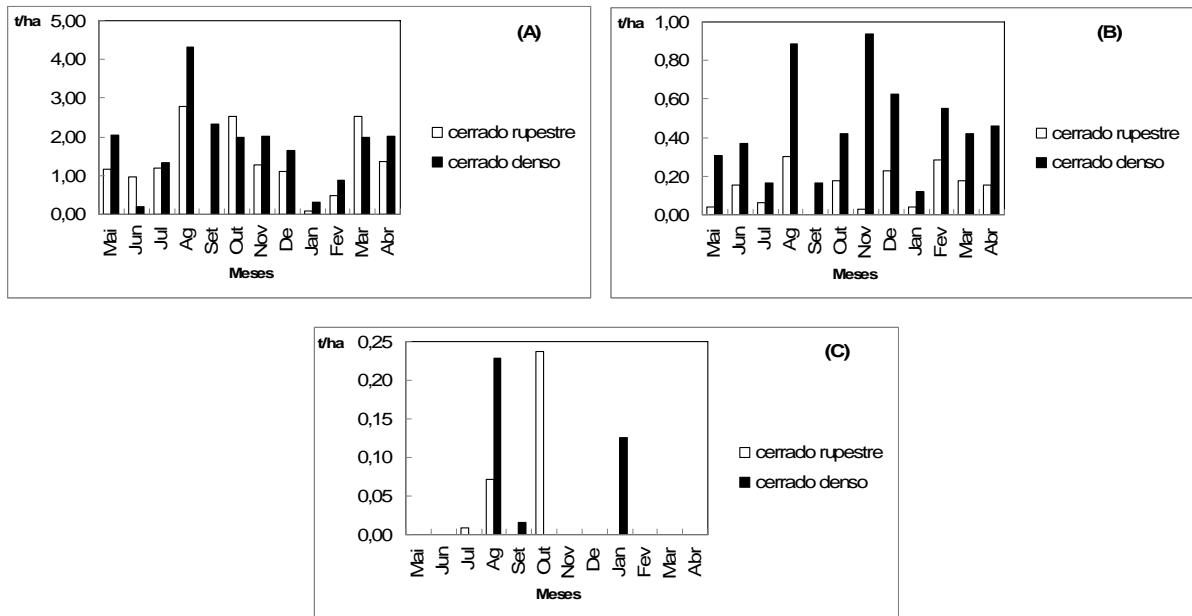 t/ha
(A)
5,00
4,00
3,00
2,00
1,00
0,00
cerrado rupestre
cerrado denso
Mai
Jun
Jul
Ag
Set
Out
Nov
De
Jan
Fev
Mar
Abr
Meses
t/ha
(B)
1,00
0,80
0,60
0,40
0,20
0,00
cerrado rupestre
cerrado denso
Mai
Jun
Jul
Ag
Set
Out
Nov
De
Jan
Fev
Mar
Abr
Meses
t/ha
(C)
0,25
0,20
0,15
0,10
0,05
0,00
cerrado rupestre
cerrado denso
Mai
Jun
Jul
Ag
Set
Out
Nov
De
Jan
Fev
Mar
Abr
Meses